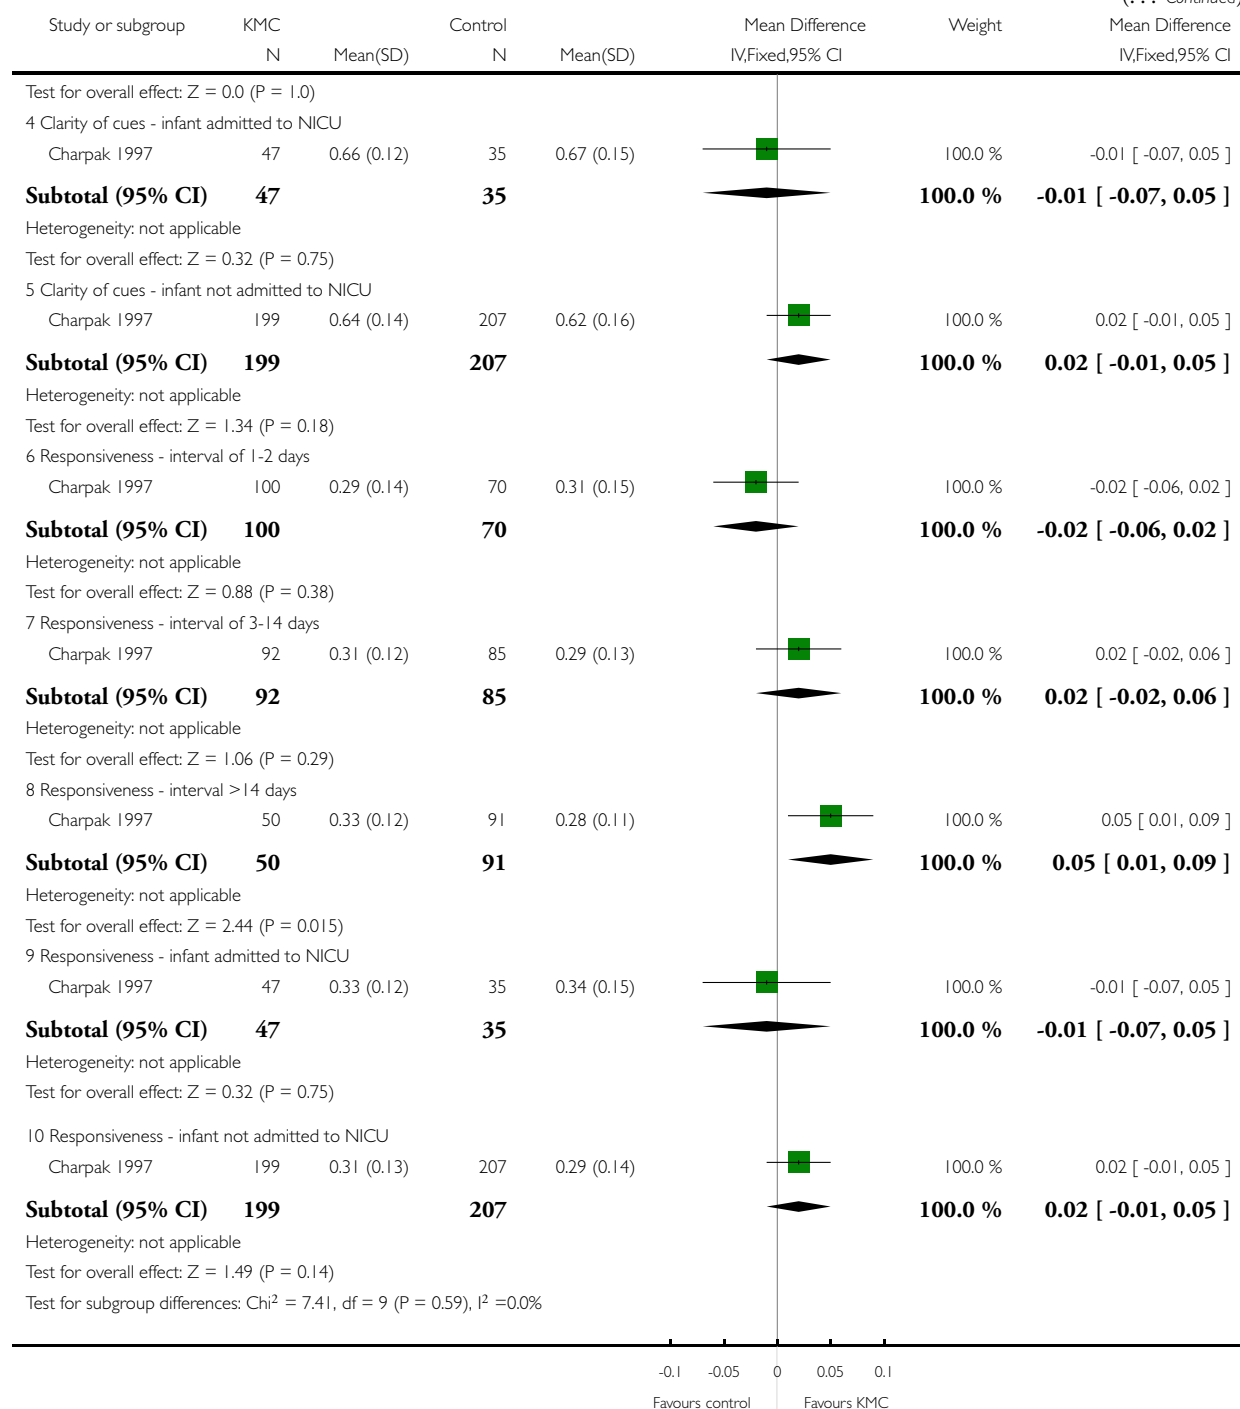 (... Continued)
Study or subgroup KMC Control Mean Difference Weight Mean Difference
N Mean(SD) N Mean(SD) IV,Fixed,95% CI IV,Fixed,95% CI
Test for overall effect: Z = 0.0 (P = 1.0)
4 Clarity of cues - infant admitted to NICU
Charpak 1997 47 0.66 (0.12) 35 0.67 (0.15) 100.0 % -0.01 [ -0.07, 0.05 ]
Subtotal (95% CI) 47 35 100.0 % -0.01 [ -0.07, 0.05 ]
Heterogeneity: not applicable
Test for overall effect: Z = 0.32 (P = 0.75)
5 Clarity of cues - infant not admitted to NICU
Charpak 1997 199 0.64 (0.14) 207 0.62 (0.16) 100.0 % 0.02 [ -0.01, 0.05 ]
Subtotal (95% CI) 199 207 100.0 % 0.02 [ -0.01, 0.05 ]
Heterogeneity: not applicable
Test for overall effect: Z = 1.34 (P = 0.18)
6 Responsiveness - interval of 1-2 days
Charpak 1997 100 0.29 (0.14) 70 0.31 (0.15) 100.0 % -0.02 [ -0.06, 0.02 ]
Subtotal (95% CI) 100 70 100.0 % -0.02 [ -0.06, 0.02 ]
Heterogeneity: not applicable
Test for overall effect: Z = 0.88 (P = 0.38)
7 Responsiveness - interval of 3-14 days
Charpak 1997 92 0.31 (0.12) 85 0.29 (0.13) 100.0 % 0.02 [ -0.02, 0.06 ]
Subtotal (95% CI) 92 85 100.0 % 0.02 [ -0.02, 0.06 ]
Heterogeneity: not applicable
Test for overall effect: Z = 1.06 (P = 0.29)
8 Responsiveness - interval >14 days
Charpak 1997 50 0.33 (0.12) 91 0.28 (0.11) 100.0 % 0.05 [ 0.01, 0.09 ]
Subtotal (95% CI) 50 91 100.0 % 0.05 [ 0.01, 0.09 ]
Heterogeneity: not applicable
Test for overall effect: Z = 2.44 (P = 0.015)
9 Responsiveness - infant admitted to NICU
Charpak 1997 47 0.33 (0.12) 35 0.34 (0.15) 100.0 % -0.01 [ -0.07, 0.05 ]
Subtotal (95% CI) 47 35 100.0 % -0.01 [ -0.07, 0.05 ]
Heterogeneity: not applicable
Test for overall effect: Z = 0.32 (P = 0.75)
10 Responsiveness - infant not admitted to NICU
Charpak 1997 199 0.31 (0.13) 207 0.29 (0.14) 100.0 % 0.02 [ -0.01, 0.05 ]
Subtotal (95% CI) 199 207 100.0 % 0.02 [ -0.01, 0.05 ]
Heterogeneity: not applicable
Test for overall effect: Z = 1.49 (P = 0.14)
Test for subgroup differences: Chi² = 7.41, df = 9 (P = 0.59), I² =0.0%
-0.1 -0.05 0 0.05 0.1
Favours control Favours KMC